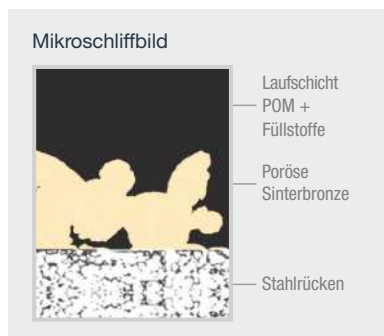 Mikroschliffbild
Laufschicht
POM +
Füllstoffe
Poröse
Sinterbronze
Stahlrücken